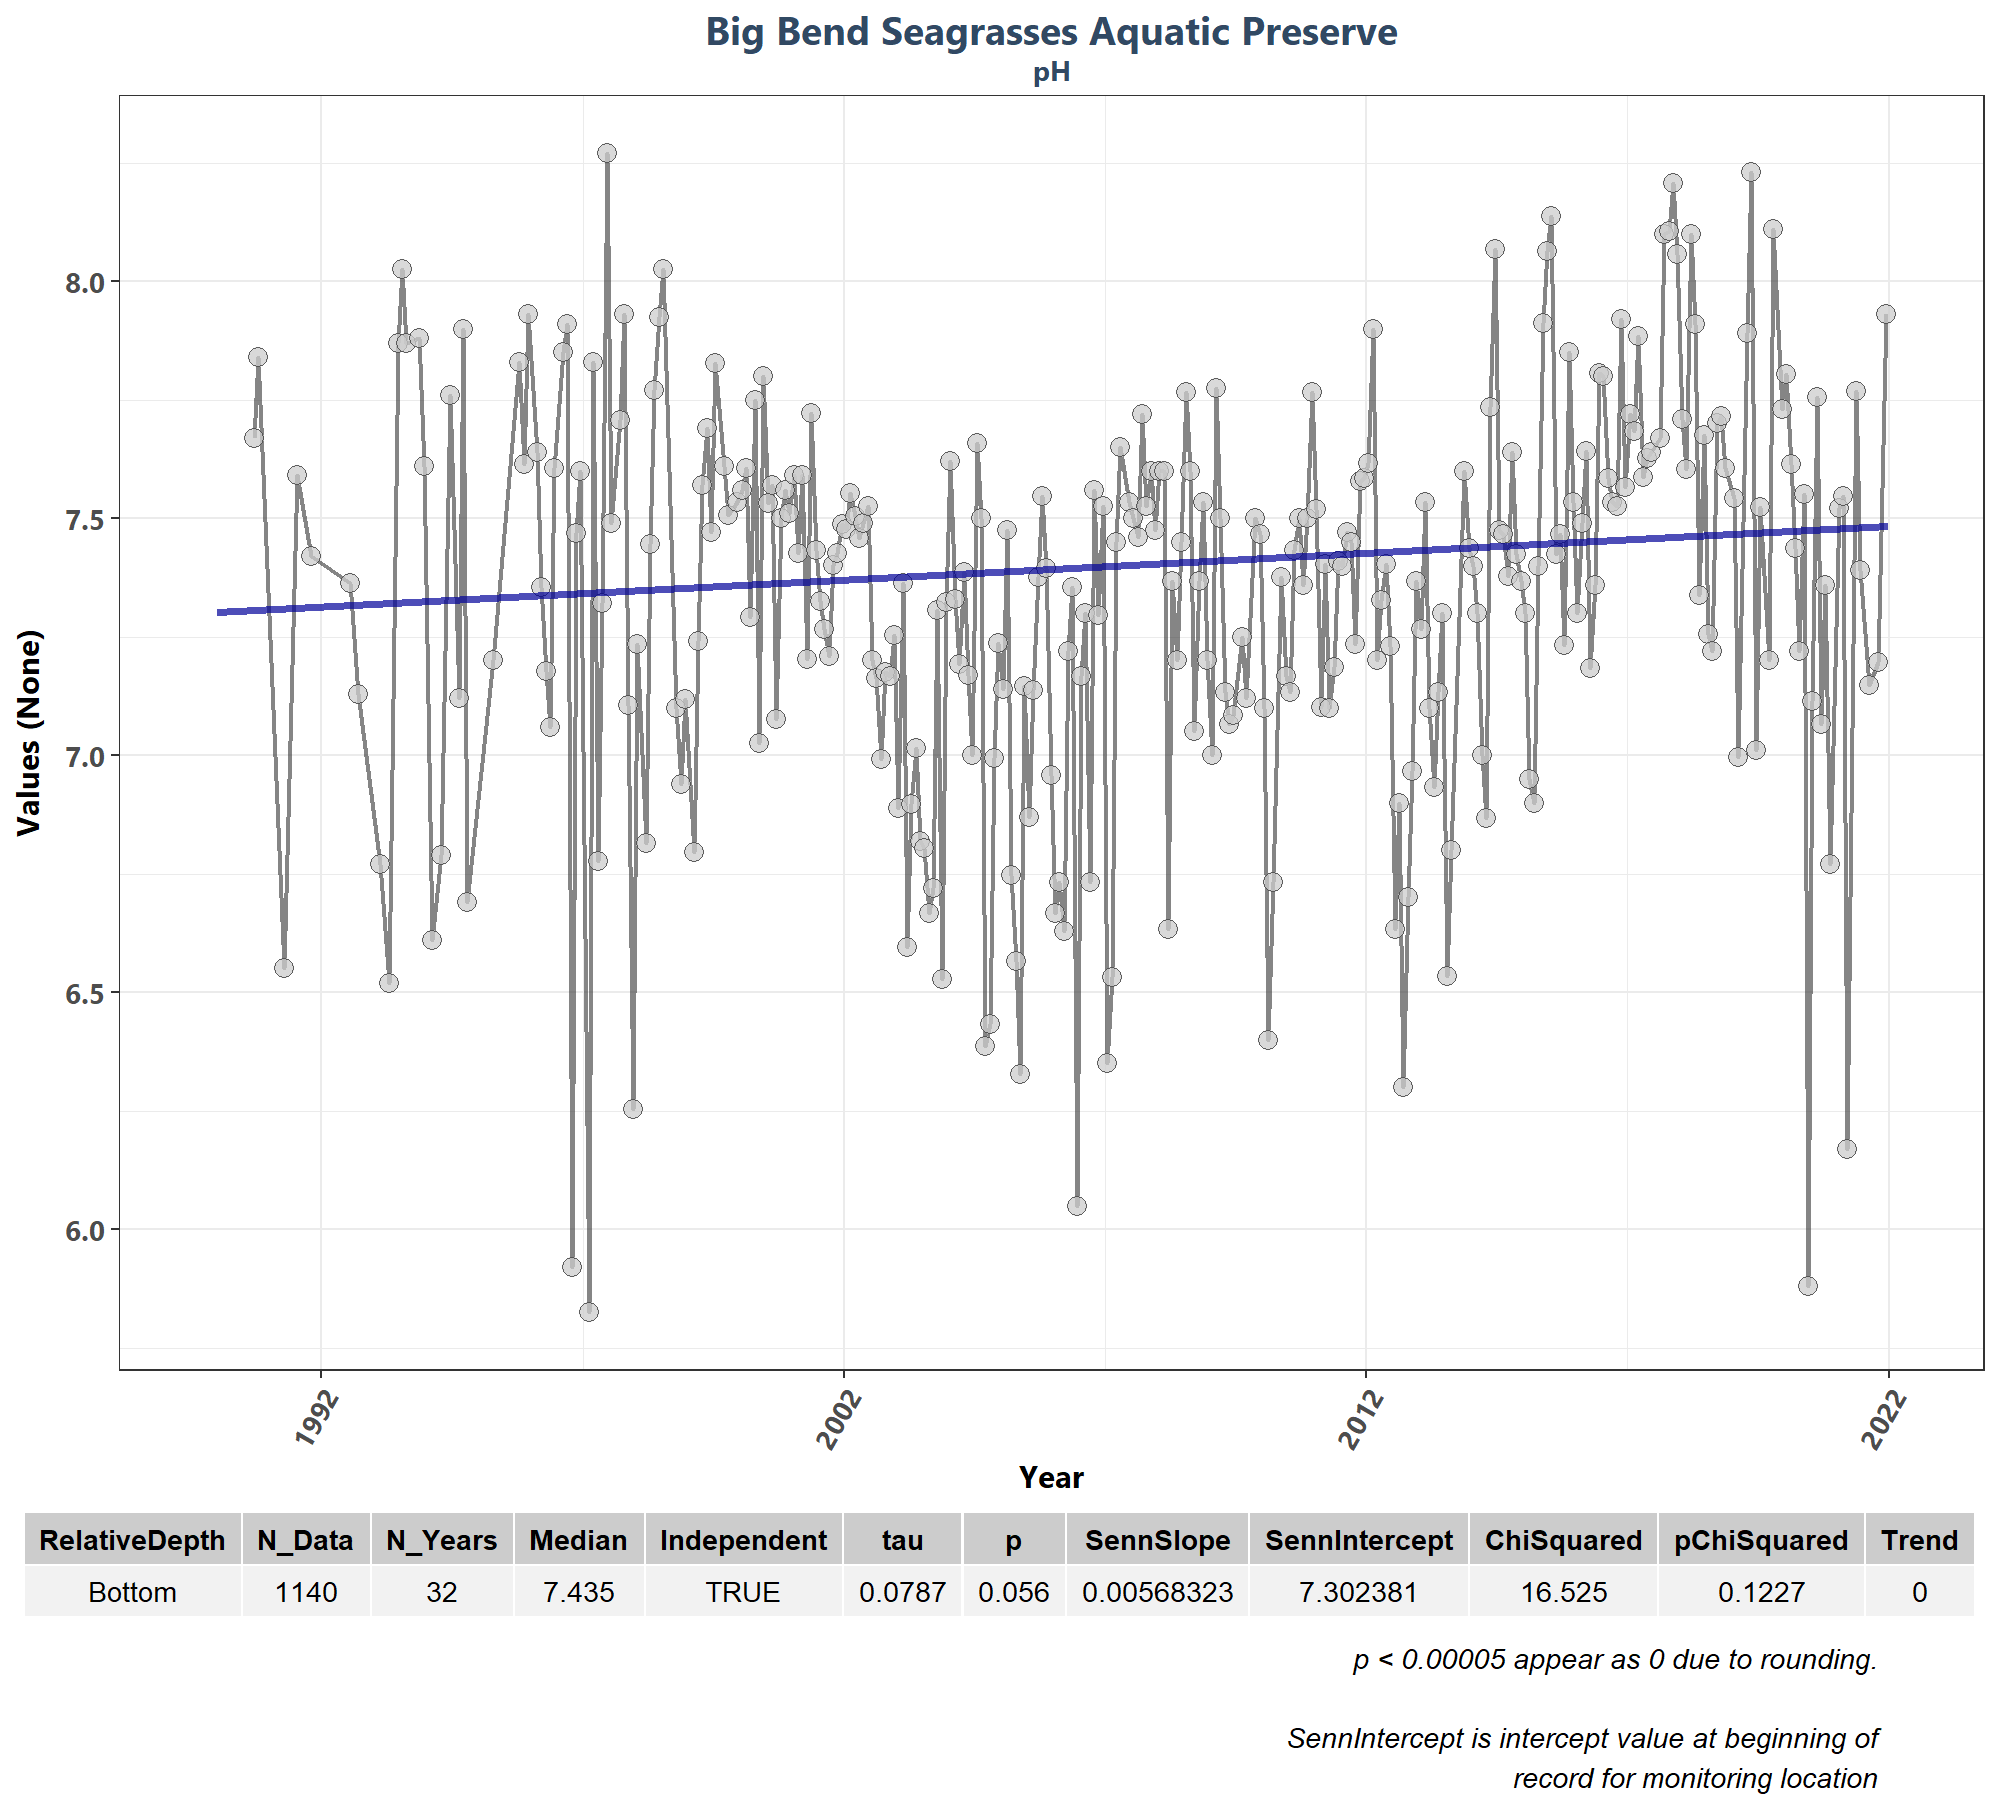 Big Bend Seagrasses Aquatic Preserve
pH
Values (None)
8.0
7.5
7.0
6.5
6.0
1992
2002
2012
2022
Year
RelativeDepth N_Data N_Years Median Independent tau p SennSlope SennIntercept ChiSquared pChiSquared Trend
Bottom 1140 32 7.435 TRUE 0.0787 0.056 0.00568323 7.302381 16.525 0.1227 0
p < 0.00005 appear as 0 due to rounding.
SennIntercept is intercept value at beginning of
record for monitoring location